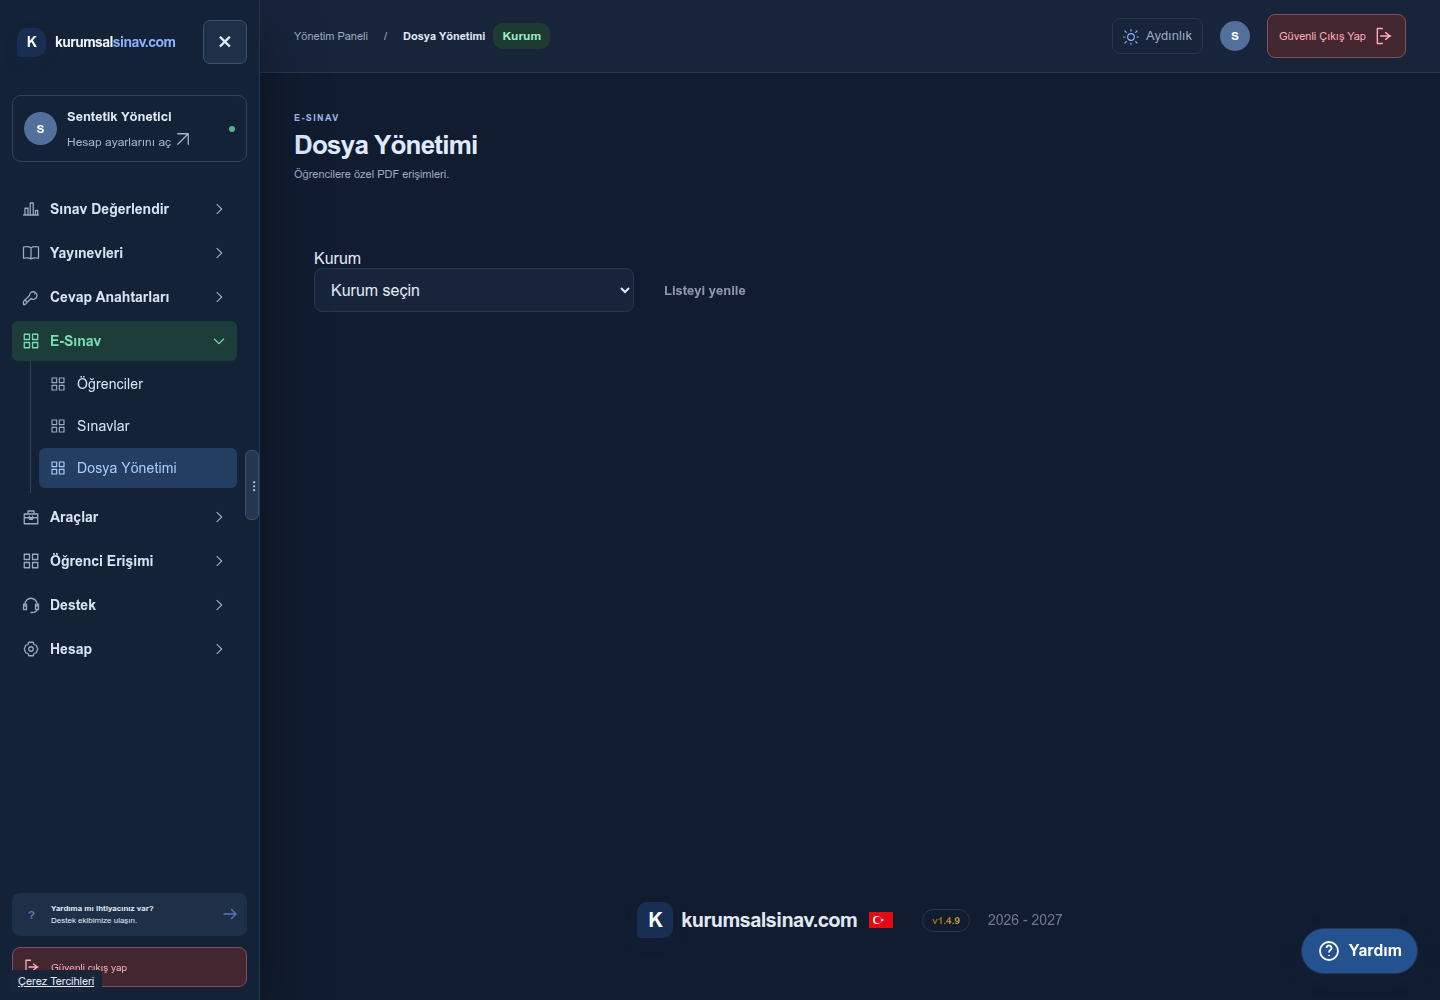 K kurumsalsinav.com
S
Sentetik Yönetici
Hesap ayarlarını aç
Sınav Değerlendir
Yayınevleri
Cevap Anahtarları
E-Sınav
Öğrenciler
Sınavlar
Dosya Yönetimi
Araçlar
Öğrenci Erişimi
Destek
Hesap
?
Yardıma mı ihtiyacınız var?
Destek ekibimize ulaşın.
Güvenli çıkış yap
Çerez Tercihleri
Yönetim Paneli / Dosya Yönetimi Kurum
Aydınlık
S
Güvenli Çıkış Yap
E-SINAV
Dosya Yönetimi
Öğrencilere özel PDF erişimleri.
Kurum
Kurum seçin
Listeyi yenile
K kurumsalsinav.com v1.4.9 2026 - 2027
Yardım